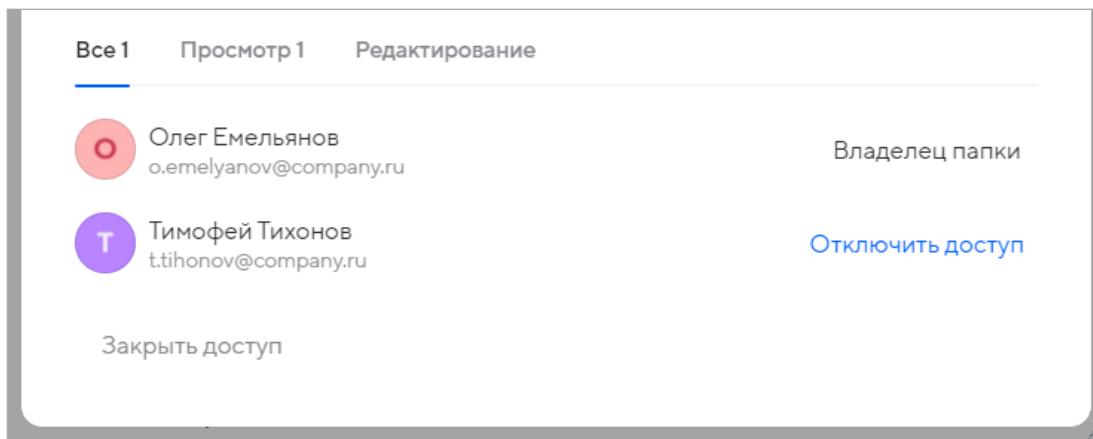 Все 1 Просмотр 1 Редактирование
О
Олег Емельянов
o.emelyanov@company.ru
Владелец папки
Т
Тимофей Тихонов
t.tihonov@company.ru
Отключить доступ
Закрыть доступ